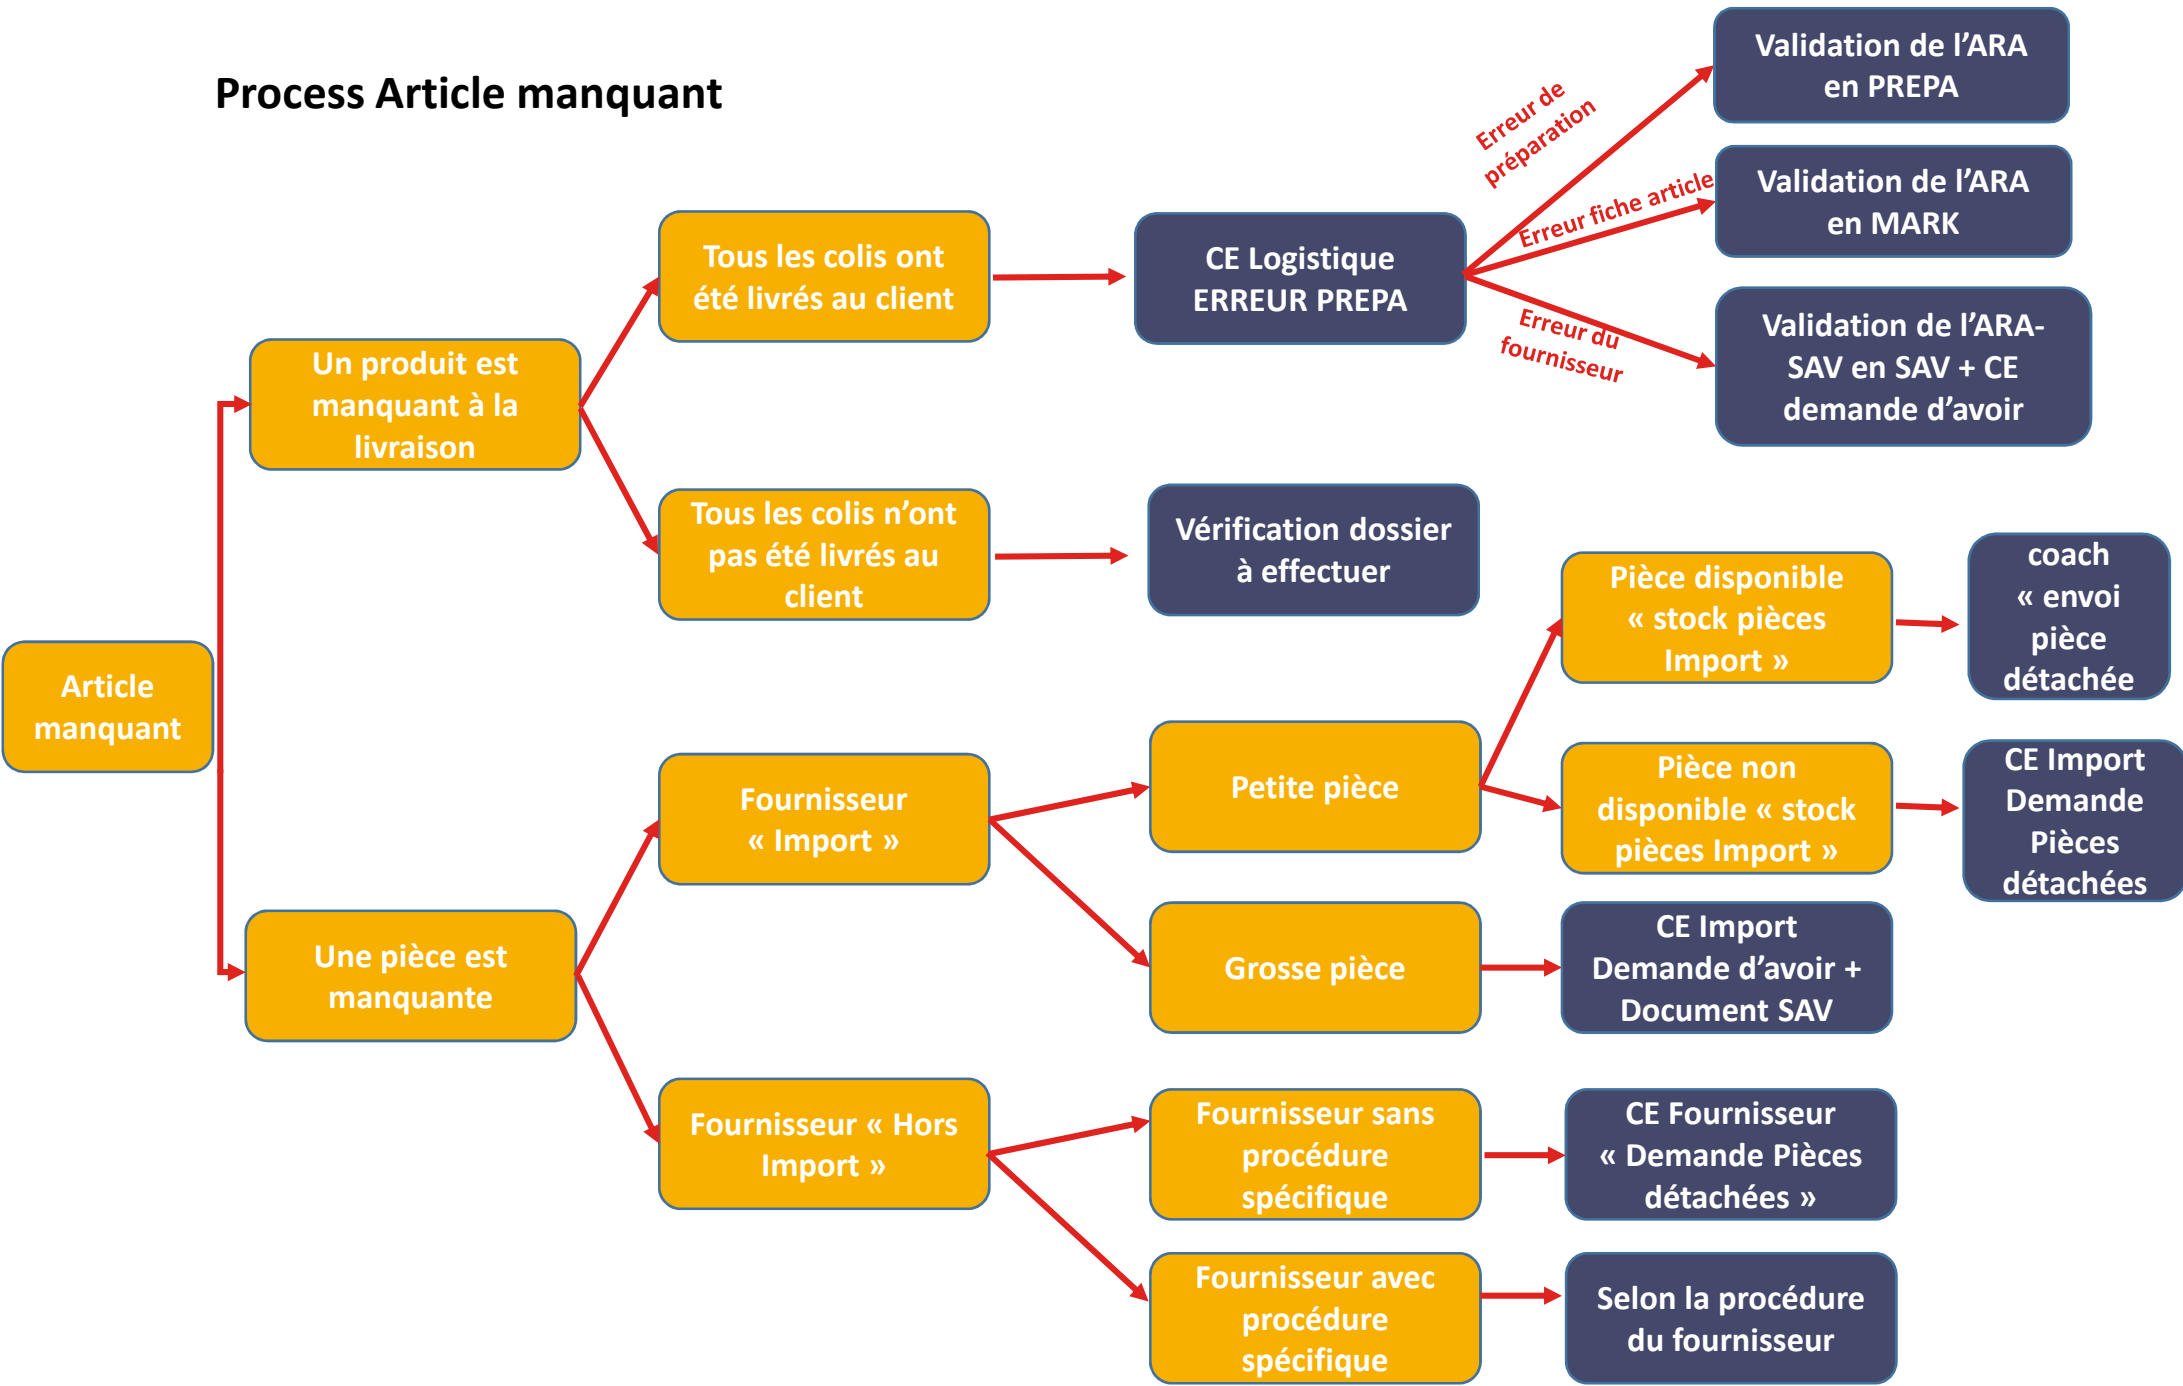 Process Article manquant
Article
manquant
Un produit est
manquant à la
livraison
Tous les colis ont
été livrés au client
CE Logistique
ERREUR PREPA
Erreur de
préparation
Validation de l’ARA
en PREPA
Erreur fiche article
Validation de l’ARA
en MARK
Erreur du
fournisseur
Validation de l’ARA-
SAV en SAV + CE
demande d’avoir
Tous les colis n’ont
pas été livrés au
client
Vérification dossier
à effectuer
Une pièce est
manquante
Fournisseur
« Import »
Petite pièce
Pièce disponible
« stock pièces
Import »
coach
« envoi
pièce
détachée
Pièce non
disponible « stock
pièces Import »
CE Import
Demande
Pièces
détachées
Grosse pièce
CE Import
Demande d’avoir +
Document SAV
Fournisseur « Hors
Import »
Fournisseur sans
procédure
spécifique
CE Fournisseur
« Demande Pièces
détachées »
Fournisseur avec
procédure
spécifique
Selon la procédure
du fournisseur